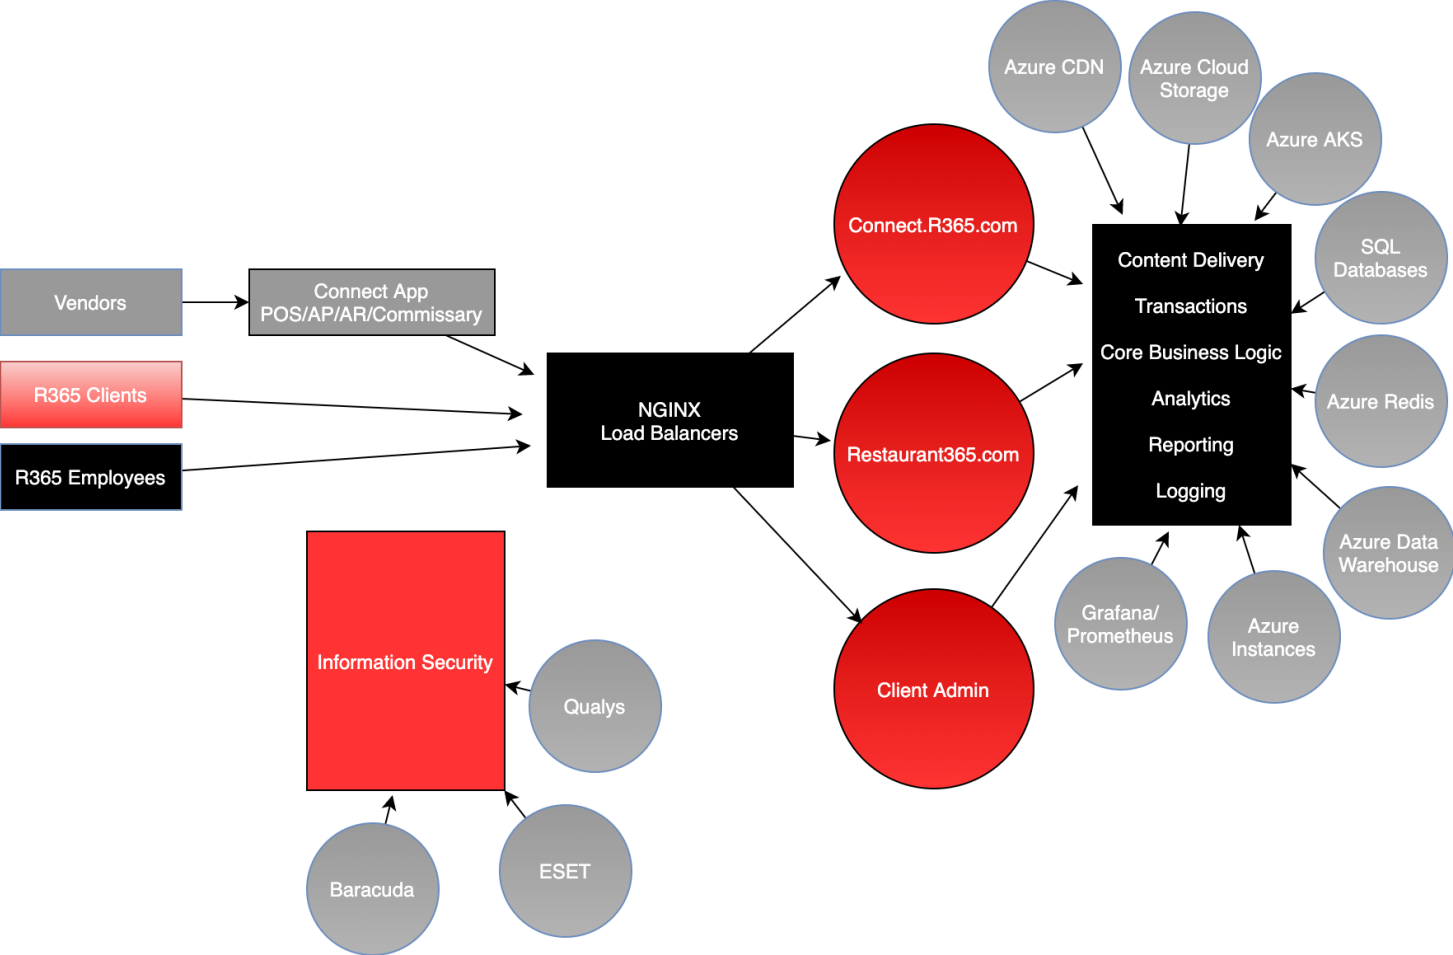 Azure CDN
Azure Cloud
Storage
Azure AKS
SQL
Databases
Azure Redis
Azure Data
Warehouse
Azure
Instances
Grafana/
Prometheus
Content Delivery
Transactions
Core Business Logic
Analytics
Reporting
Logging
Connect.R365.com
Restaurant365.com
Client Admin
NGINX
Load Balancers
Vendors
Connect App
POS/AP/AR/Commissary
R365 Clients
R365 Employees
Information Security
Qualys
ESET
Baracuda